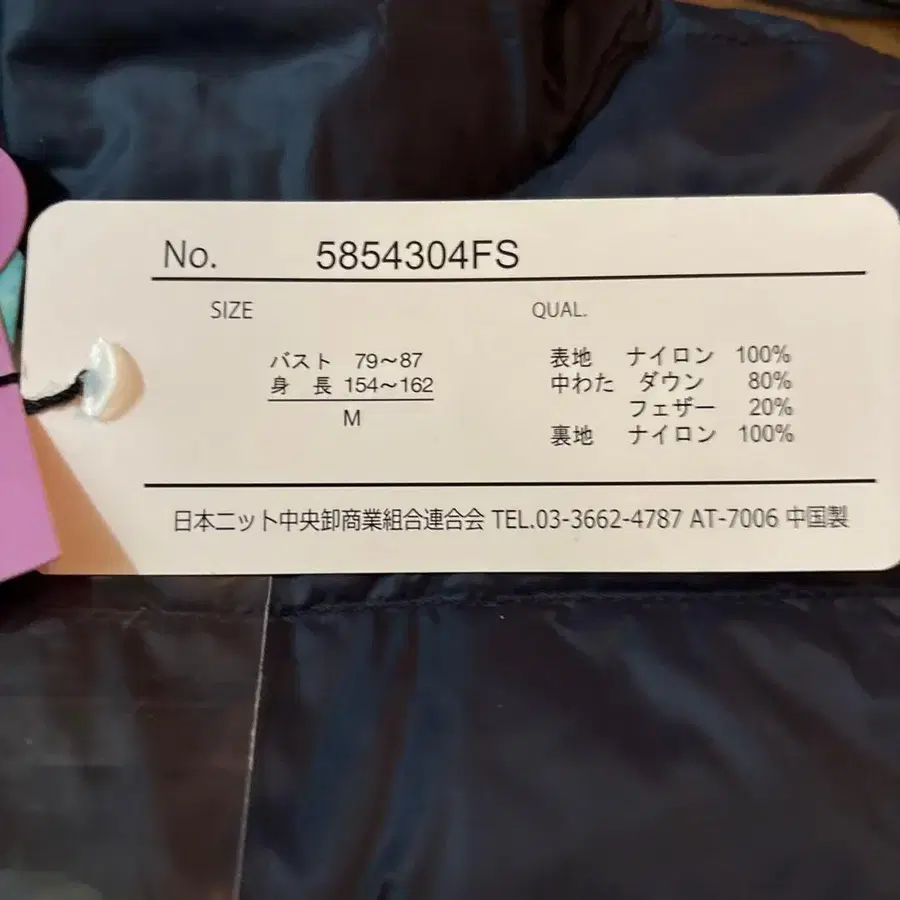 No. 5854304FS
SIZE
バスト 79～87
身 長 154～162
M
QUAL.
表地 ナイロン 100%
中わた ダウン 80%
フェザー 20%
裏地 ナイロン 100%
日本ニット中央卸商業組合連合会 TEL.03-3662-4787 AT-7006 中国製